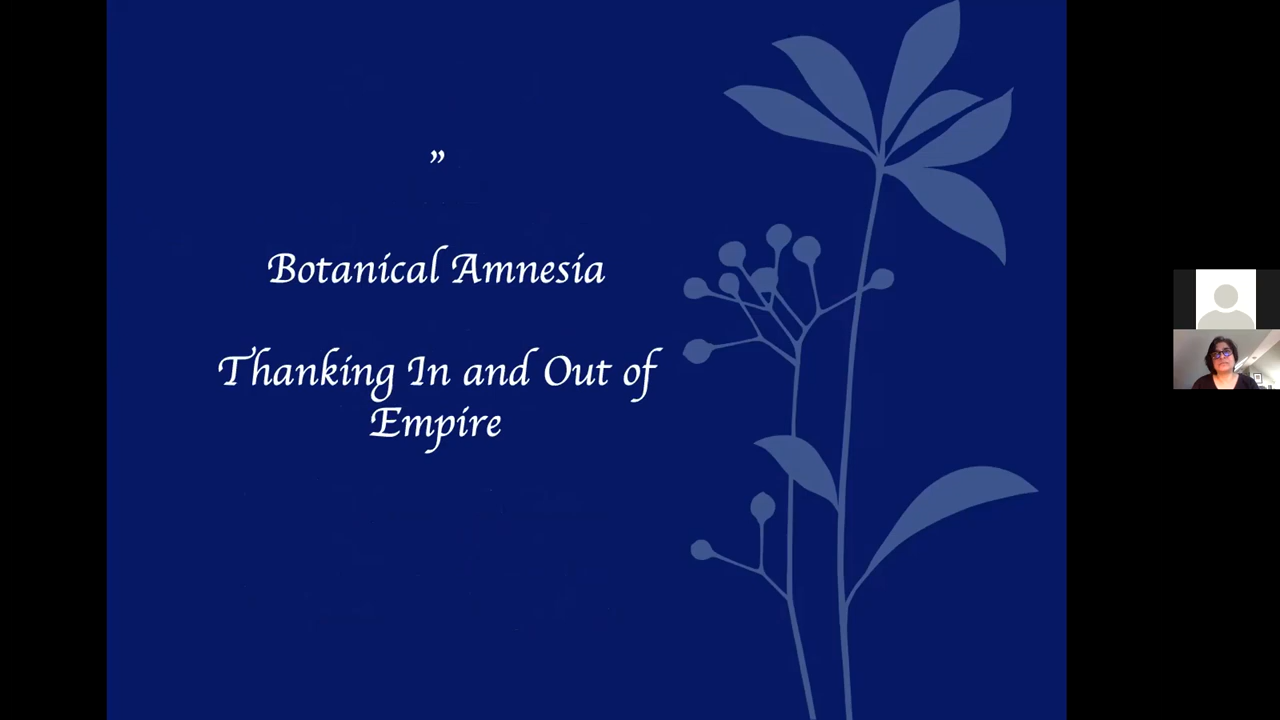 ”
Botanical Amnesia
Thanking In and Out of
Empire